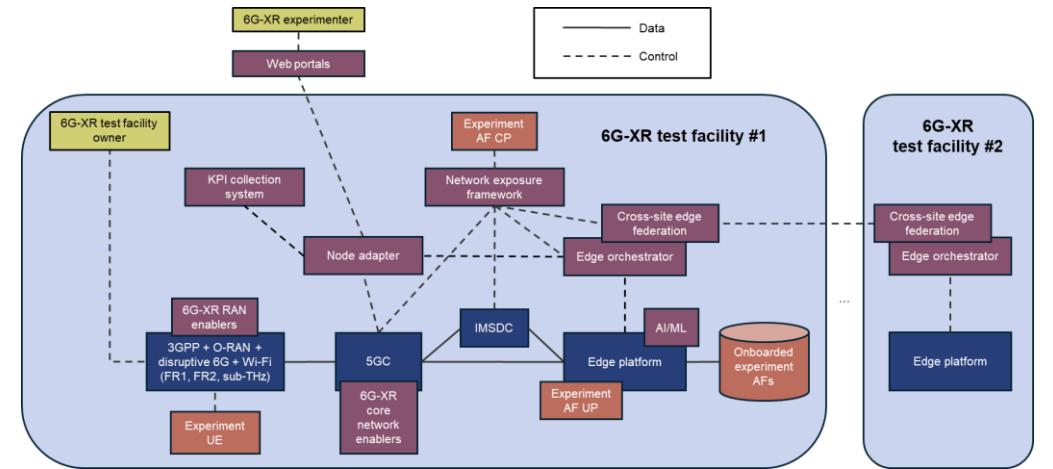 6G-XR experimenter
Web portals
Data
Control
6G-XR test facility
owner
Experiment
AF CP
6G-XR test facility #1
6G-XR
test facility #2
KPI collection
system
Network exposure
framework
Cross-site edge
federation
Cross-site edge
federation
Node adapter
Edge orchestrator
Edge orchestrator
...
6G-XR RAN
enablers
IMSDC
AI/ML
3GPP + O-RAN +
disruptive 6G + Wi-Fi
(FR1, FR2, sub-THz)
5GC
Edge platform
Onboarded
experiment
AFs
Edge platform
Experiment
UE
6G-XR
core
network
enablers
Experiment
AF UP